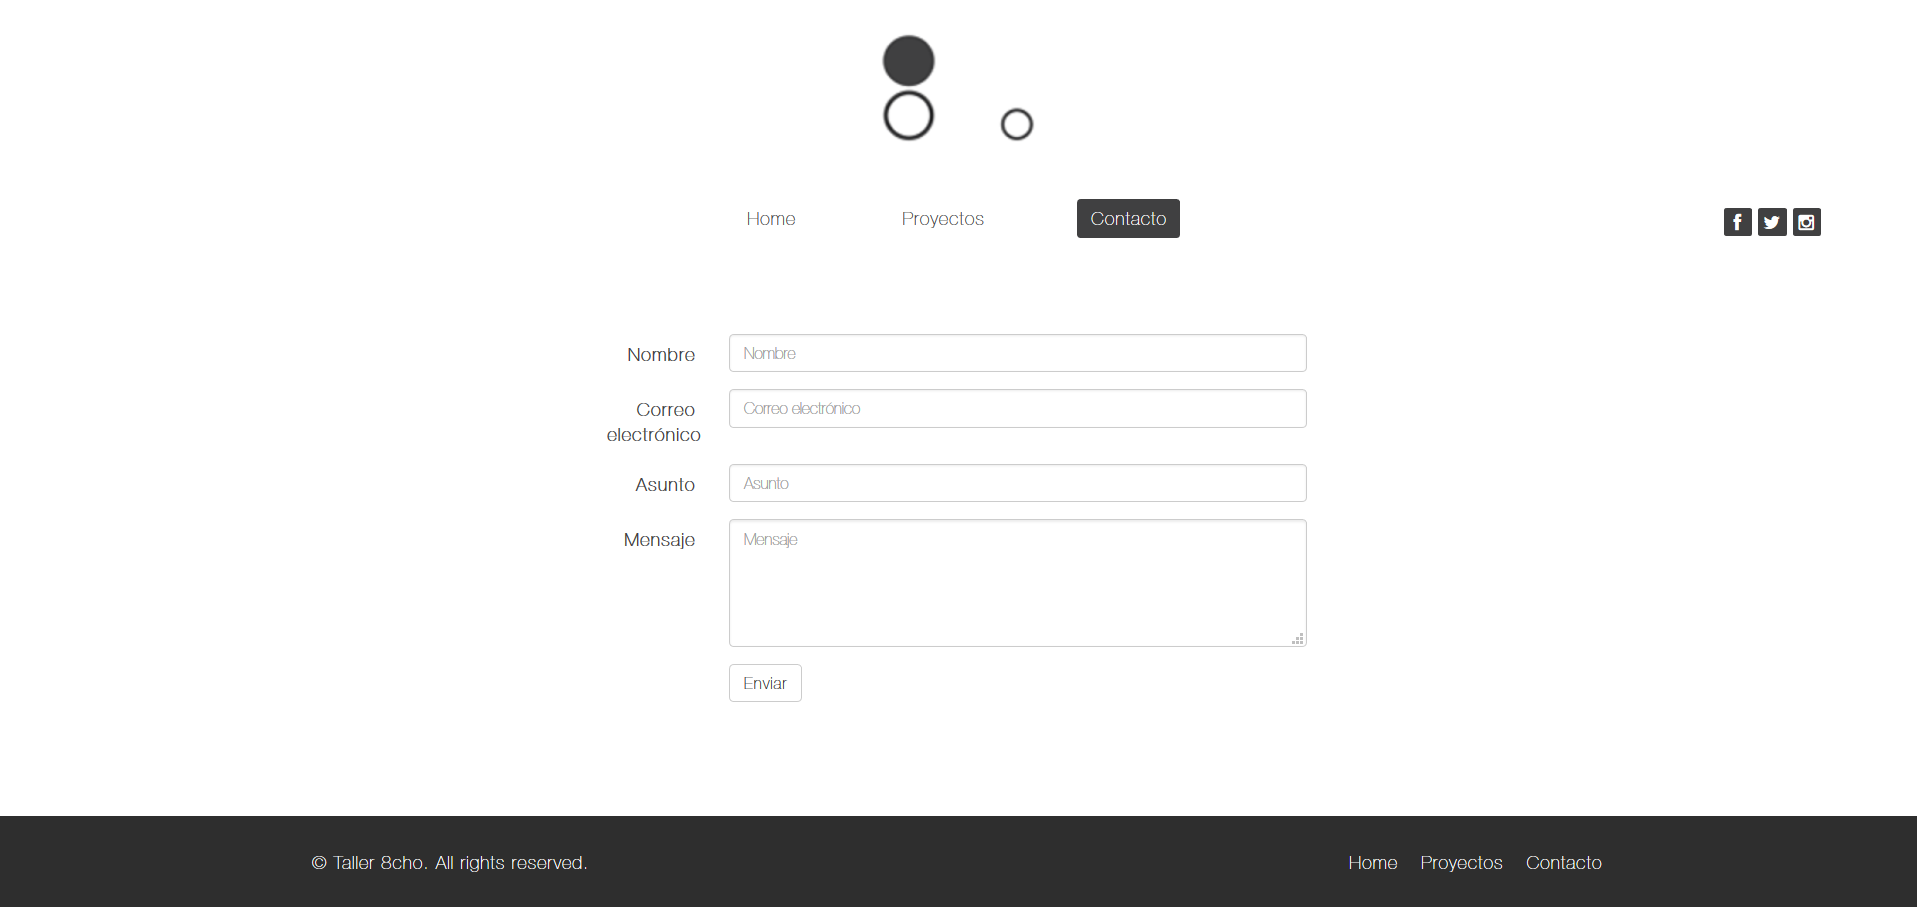 Home Proyectos Contacto
Nombre Nombre
Correo electrónico Correo electrónico
Asunto Asunto
Mensaje Mensaje
Enviar
© Taller 8cho. All rights reserved. Home Proyectos Contacto